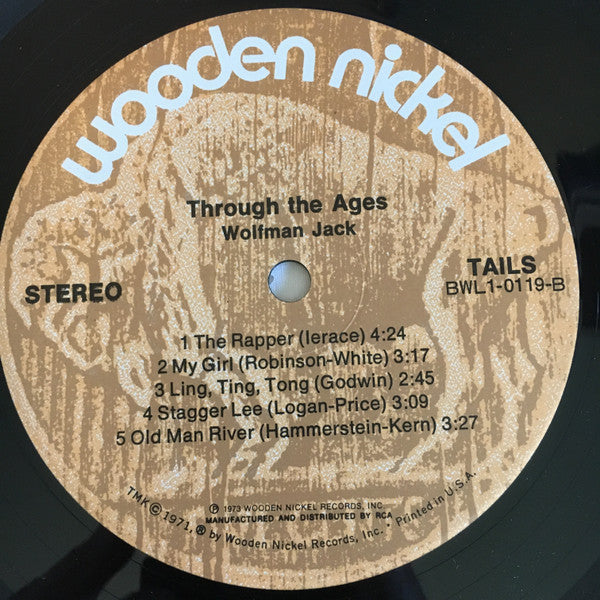 wooden nickel
Through the Ages
Wolfman Jack
STEREO
TAILS
BWL1-0119-B
1 The Rapper (Ierace) 4:24
2 My Girl (Robinson-White) 3:17
3 Ling, Ting, Tong (Godwin) 2:45
4 Stagger Lee (Logan-Price) 3:09
5 Old Man River (Hammerstein-Kern) 3:27
℗ 1973 WOODEN NICKEL RECORDS, INC.
MANUFACTURED AND DISTRIBUTED BY RCA
TMK © 1971, ® by Wooden Nickel Records, Inc. • Printed in U.S.A.